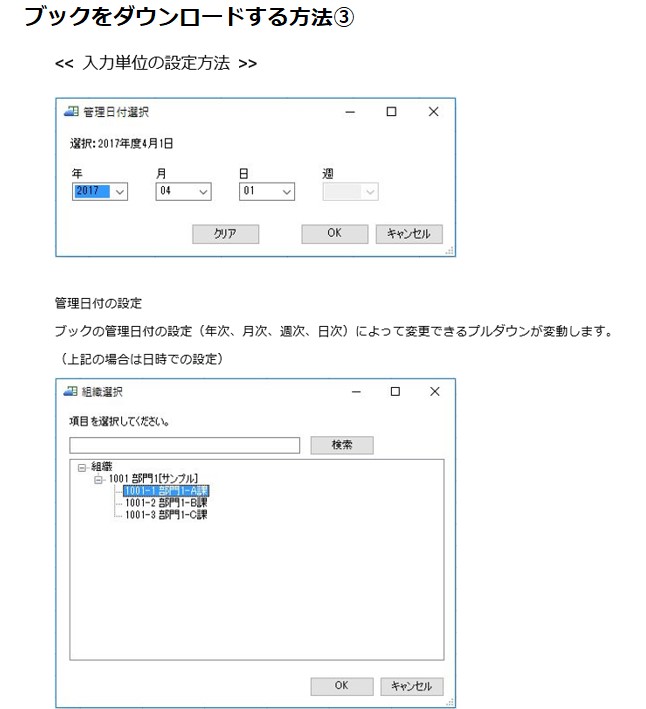 ブックをダウンロードする方法③
<< 入力単位の設定方法 >>
管理日付選択
選択:2017年度4月1日
年 月 日 週
2017 04 01
クリア OK キャンセル
管理日付の設定
ブックの管理日付の設定（年次、月次、週次、日次）によって変更できるプルダウンが変動します。
（上記の場合は日時での設定）
組織選択
項目を選択してください。
検索
組織
1001 部門1[サンプル]
1001-1 部門1-A課
1001-2 部門1-B課
1001-3 部門1-C課
OK キャンセル